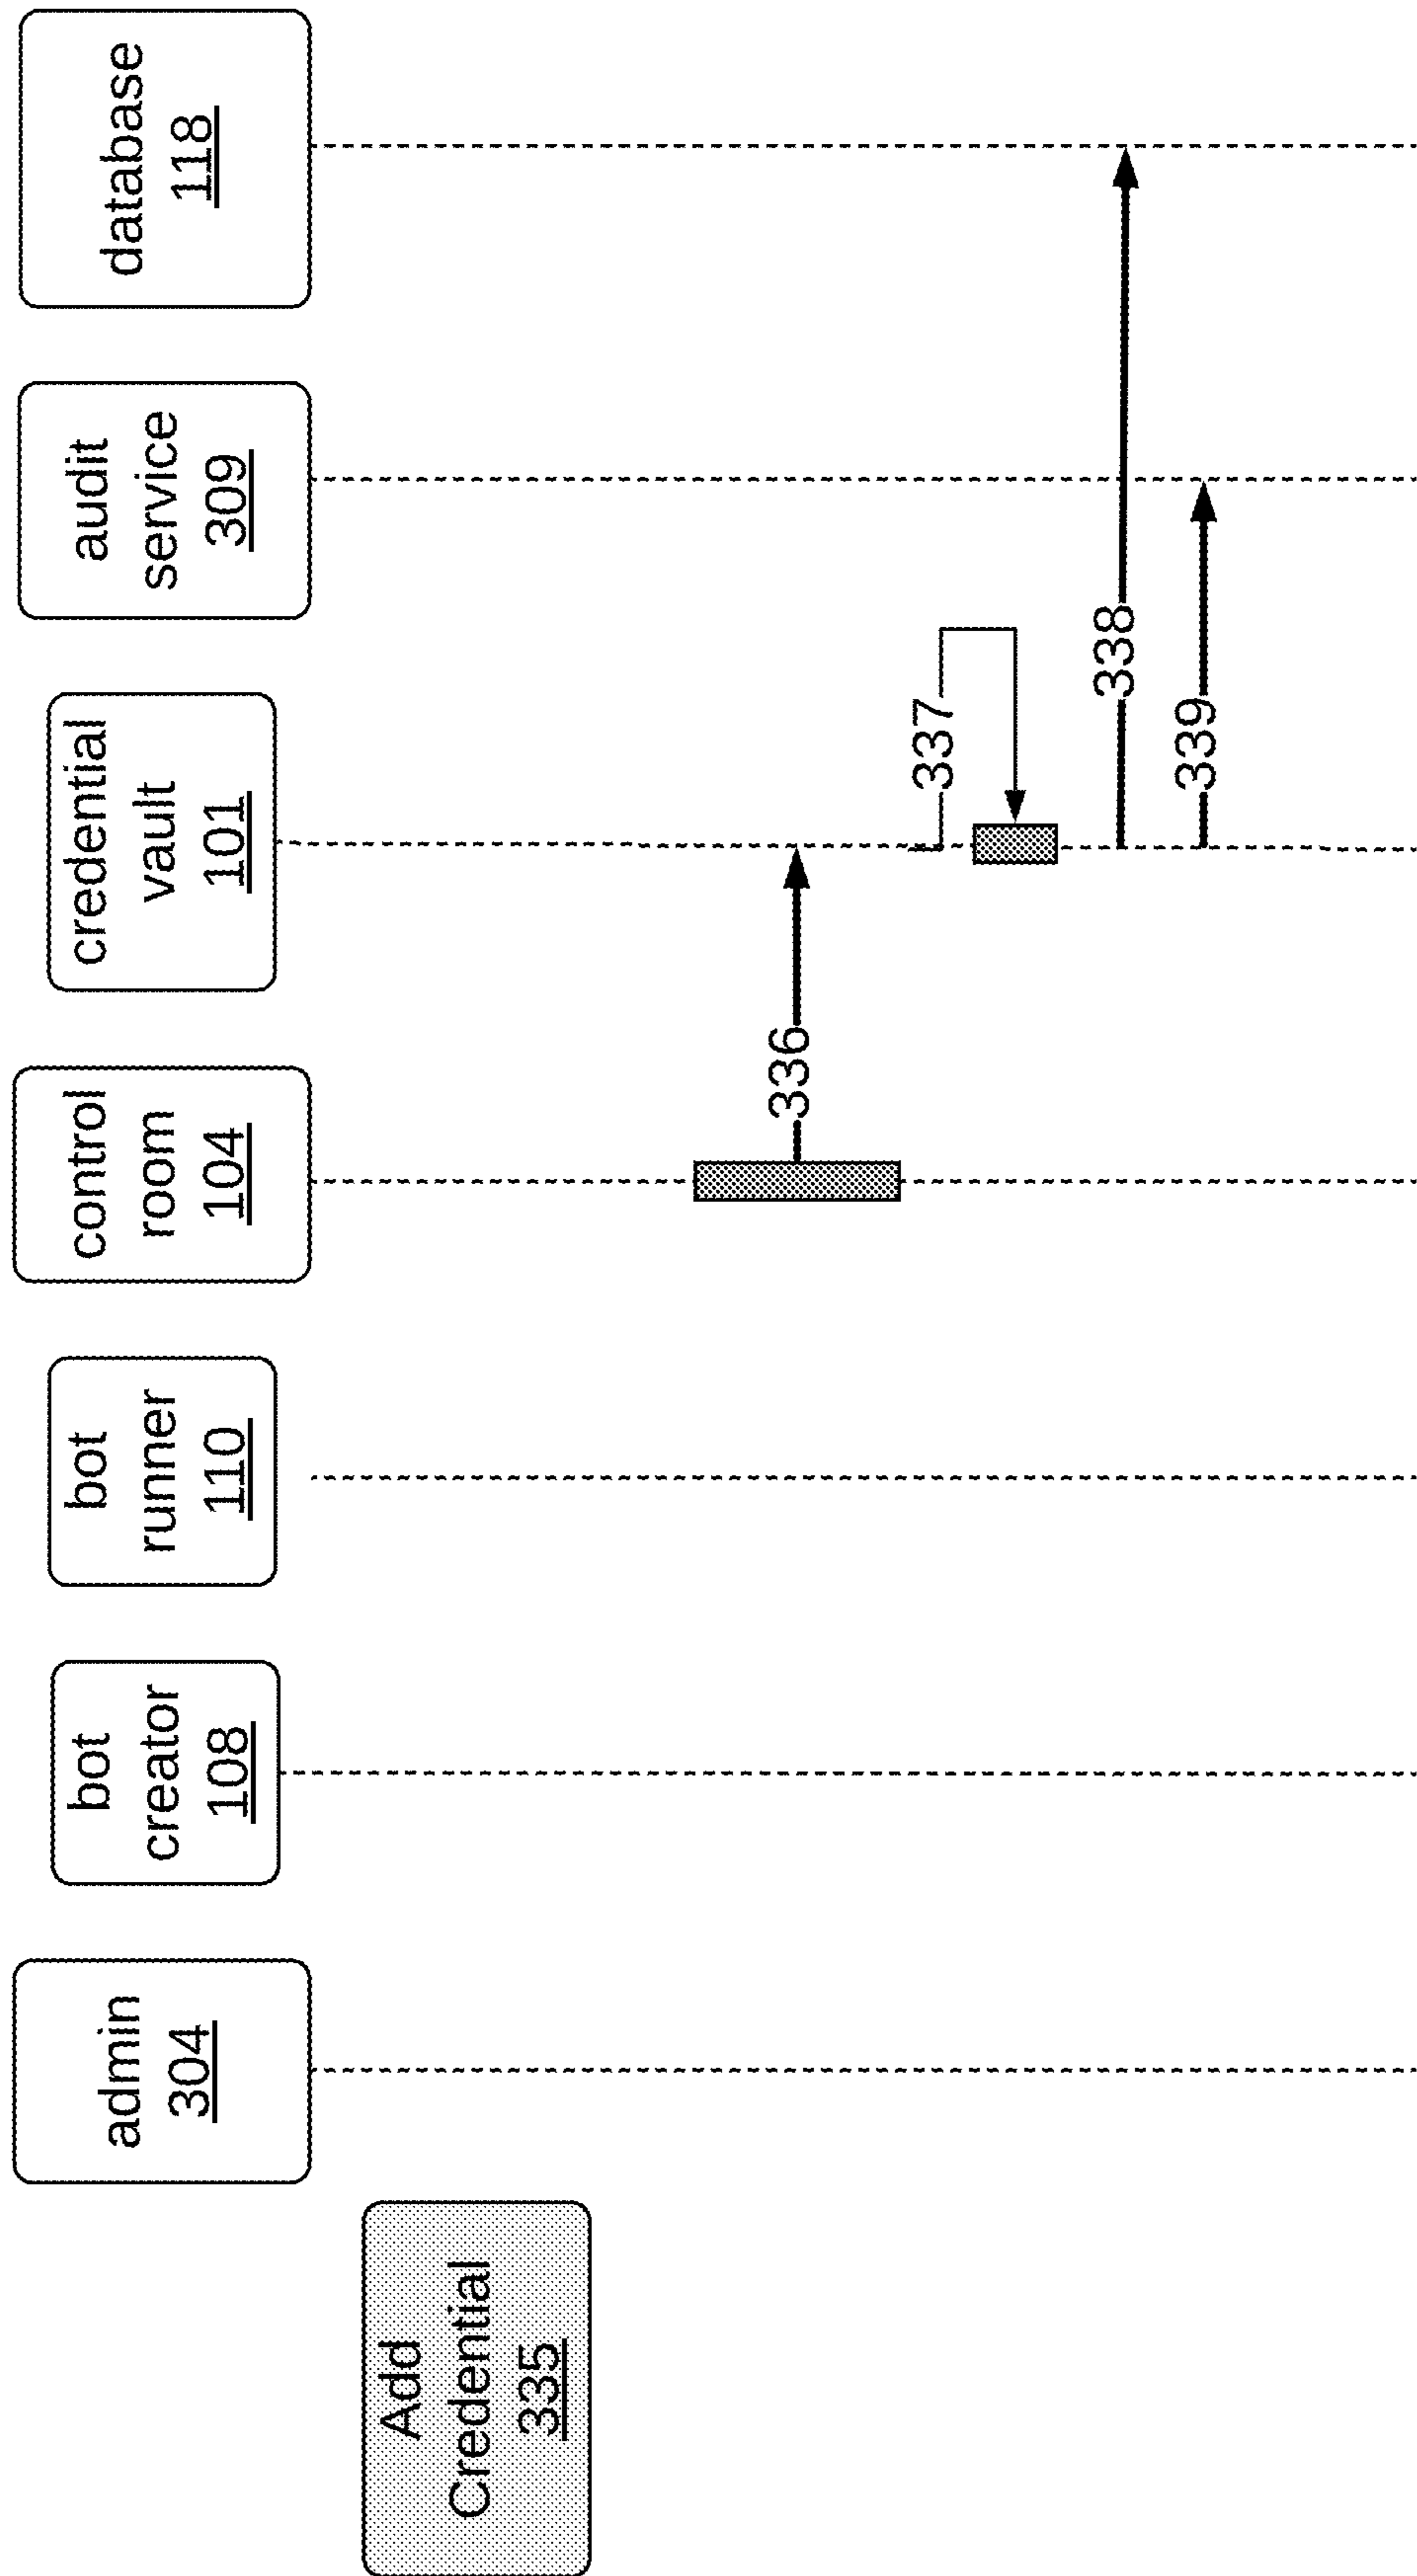 admin
304
bot
creator
108
bot
runner
110
control
room
104
credential
vault
101
audit
service
309
database
118
Add
Credential
335
336
337
338
339